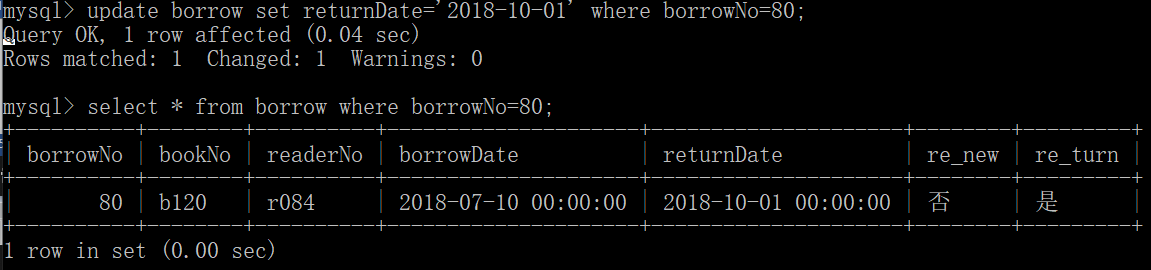 mysql> update borrow set returnDate='2018-10-01' where borrowNo=80;
Query OK, 1 row affected (0.04 sec)
Rows matched: 1  Changed: 1  Warnings: 0
mysql> select * from borrow where borrowNo=80;
+----------+--------+----------+---------------------+---------------------+--------+---------+
| borrowNo | bookNo | readerNo | borrowDate          | returnDate          | re_new | re_turn |
+----------+--------+----------+---------------------+---------------------+--------+---------+
|       80 | b120   | r084     | 2018-07-10 00:00:00 | 2018-10-01 00:00:00 | 否     | 是      |
+----------+--------+----------+---------------------+---------------------+--------+---------+
1 row in set (0.00 sec)